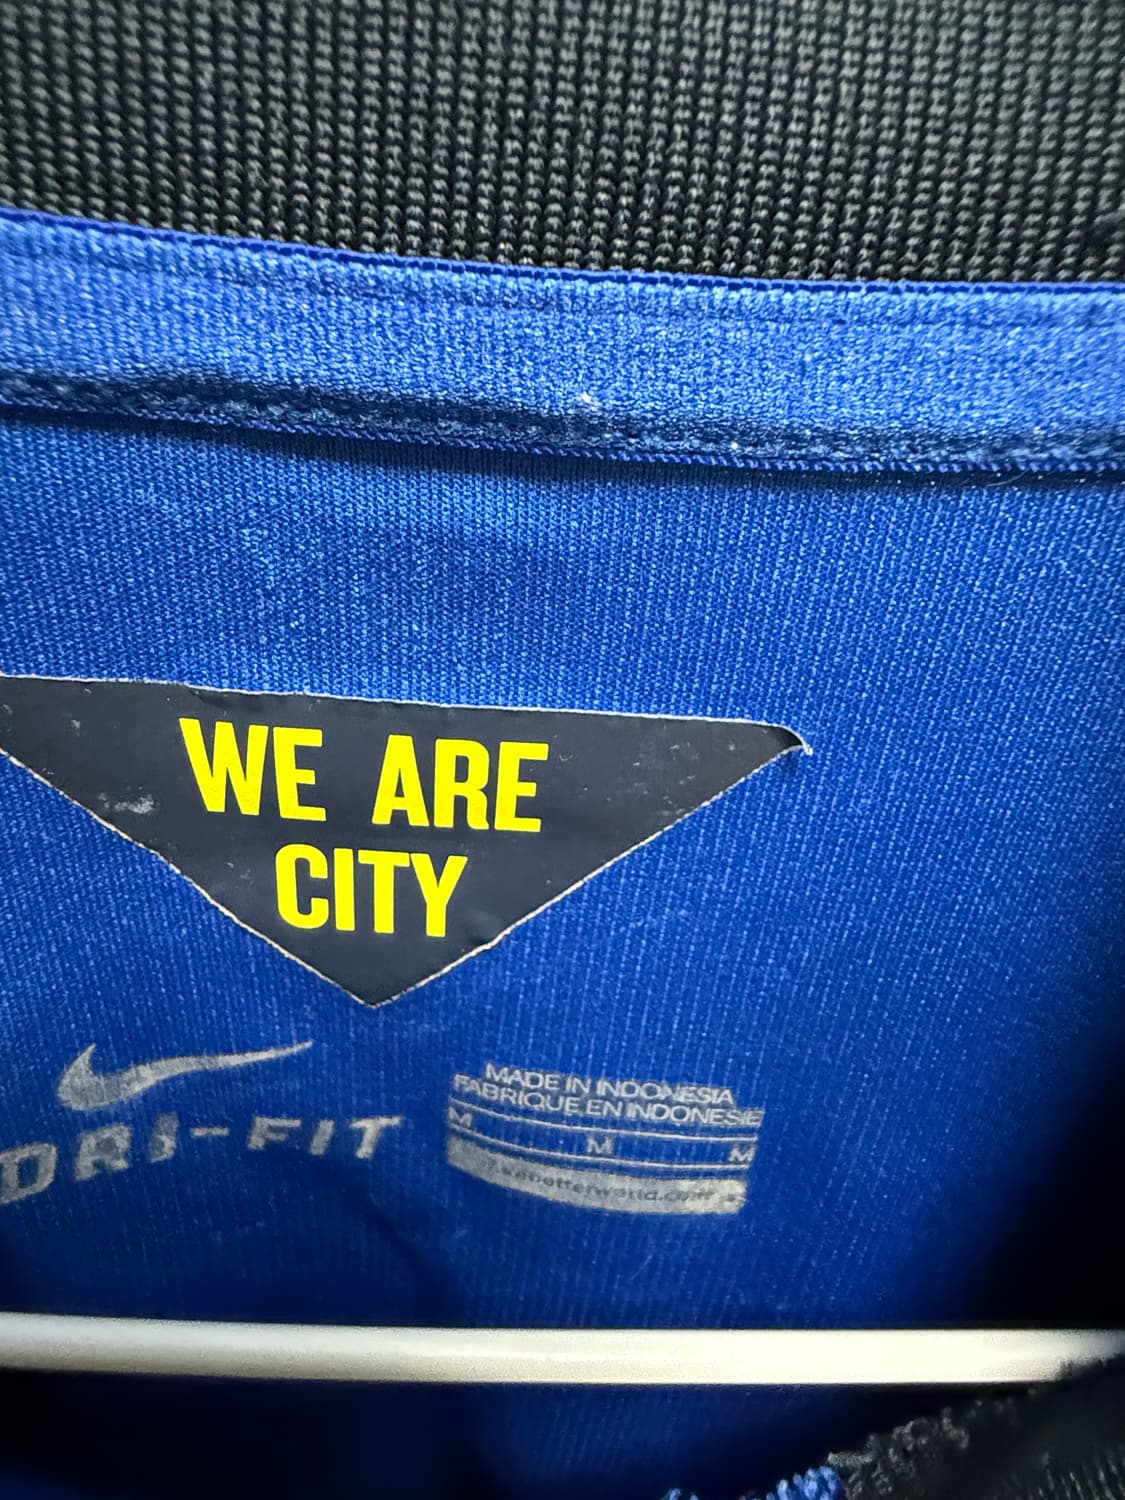 WE ARE
CITY
DRI-FIT
MADE IN INDONESIA
FABRIQUE EN INDONESIE
M M M